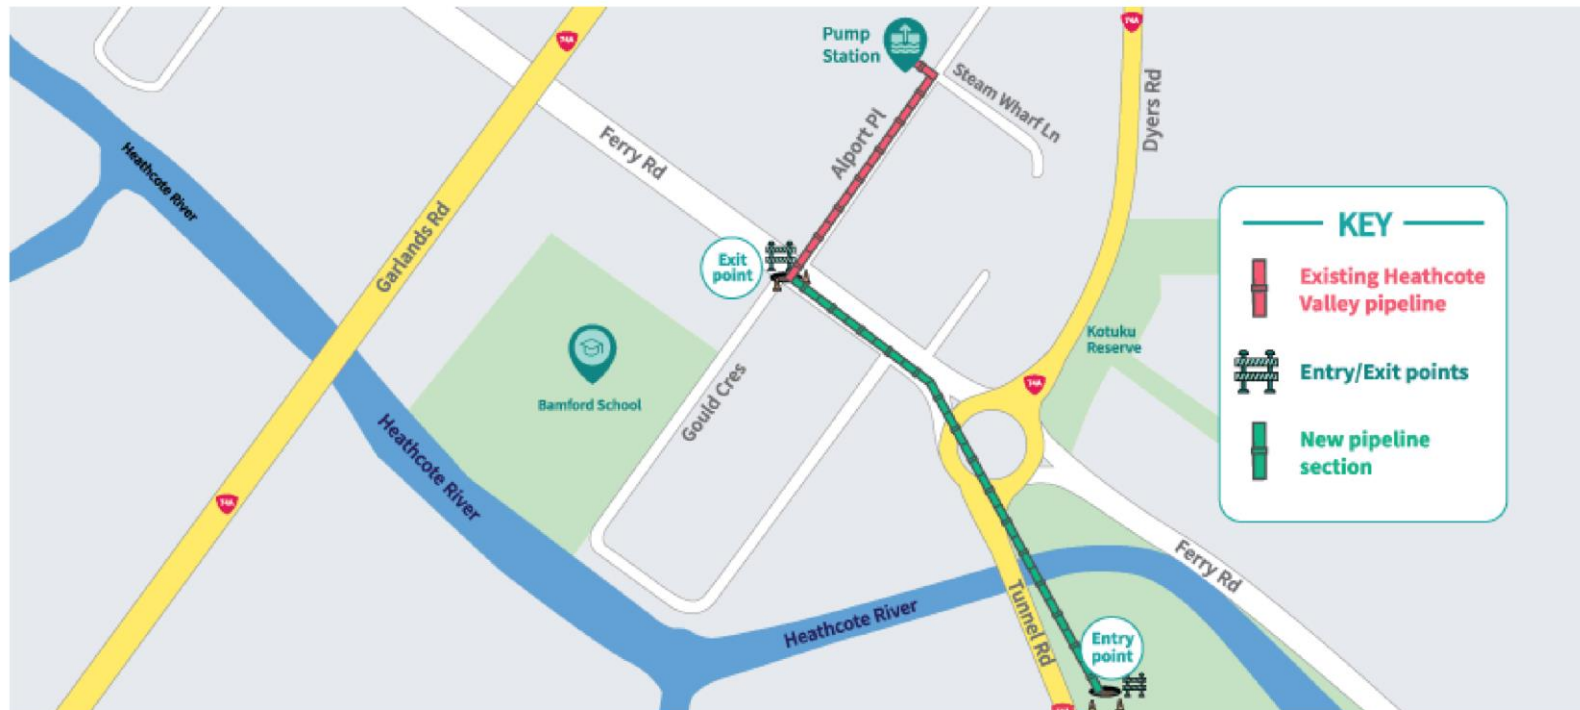 74A
74A
Pump
Station
Steam Wharf Ln
Dyers Rd
Alport Pl
Ferry Rd
Heathcote River
Garlands Rd
Exit
point
KEY
Existing Heathcote
Valley pipeline
Entry/Exit points
New pipeline
section
Kotuku
Reserve
74A
Bamford School
Gould Cres
Heathcote River
74A
Ferry Rd
Tunnel Rd
Heathcote River
Entry
point